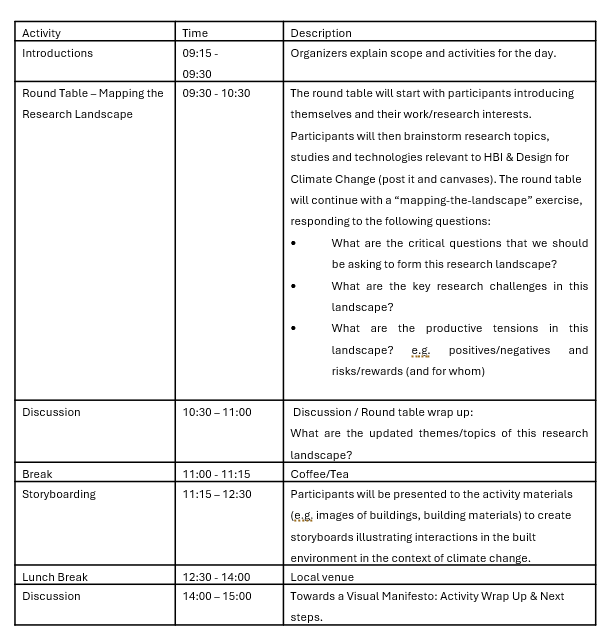 Activity Time Description
Introductions 09:15 - Organizers explain scope and activities for the day.
09:30
Round Table – Mapping the 09:30 - 10:30 The round table will start with participants introducing
Research Landscape themselves and their work/research interests.
Participants will then brainstorm research topics,
studies and technologies relevant to HBI & Design for
Climate Change (post it and canvases). The round table
will continue with a “mapping-the-landscape” exercise,
responding to the following questions:
• What are the critical questions that we should
be asking to form this research landscape?
• What are the key research challenges in this
landscape?
• What are the productive tensions in this
landscape? e.g. positives/negatives and
risks/rewards (and for whom)
Discussion 10:30 – 11:00 Discussion / Round table wrap up:
What are the updated themes/topics of this research
landscape?
Break 11:00 - 11:15 Coffee/Tea
Storyboarding 11:15 – 12:30 Participants will be presented to the activity materials
(e.g. images of buildings, building materials) to create
storyboards illustrating interactions in the built
environment in the context of climate change.
Lunch Break 12:30 - 14:00 Local venue
Discussion 14:00 – 15:00 Towards a Visual Manifesto: Activity Wrap Up & Next
steps.